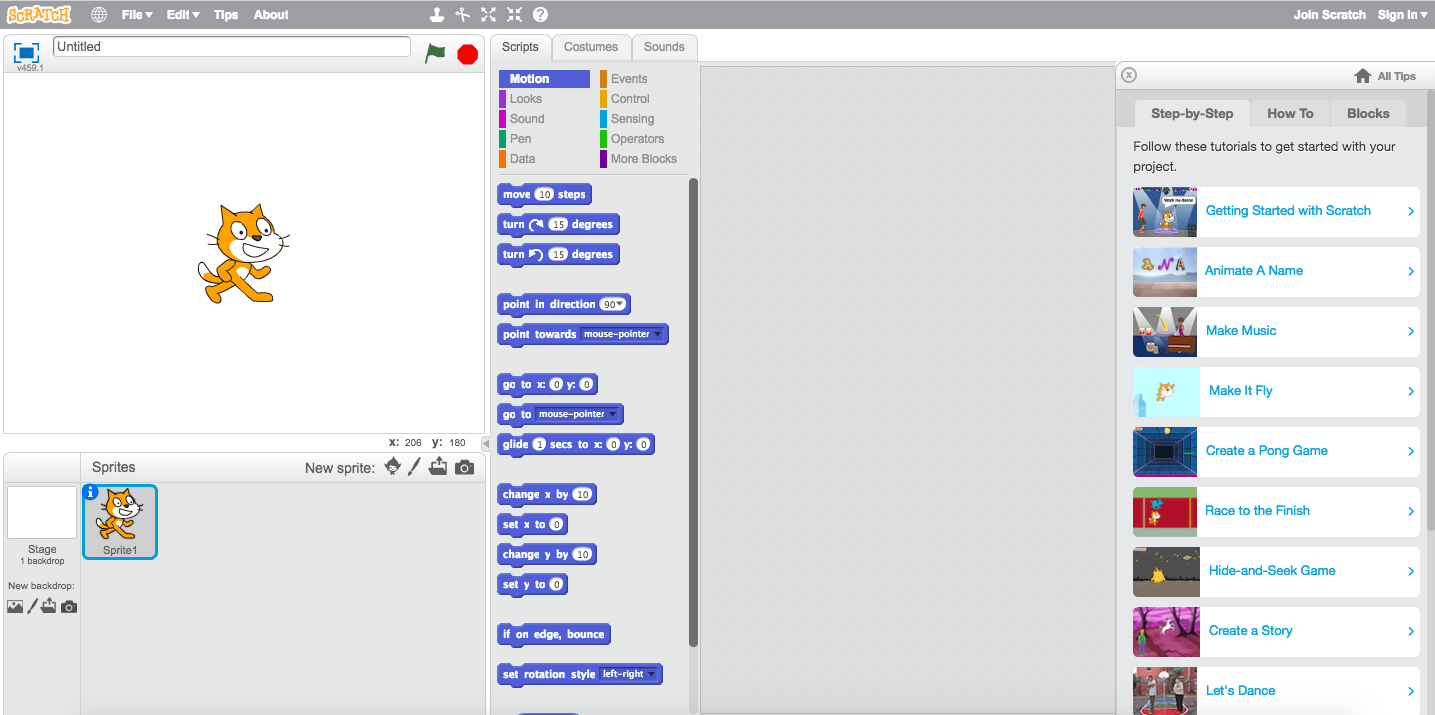 SCRATCH File Edit Tips About Join Scratch Sign in
v459.1 Untitled
Scripts Costumes Sounds
All Tips
Motion Events
Looks Control
Sound Sensing
Pen Operators
Data More Blocks
move 10 steps
turn 15 degrees
turn 15 degrees
point in direction 90
point towards mouse-pointer
go to x: 0 y: 0
go to mouse-pointer
glide 1 secs to x: 0 y: 0
change x by 10
set x to 0
change y by 10
set y to 0
if on edge, bounce
set rotation style left-right
Step-by-Step How To Blocks
Follow these tutorials to get started with your
project.
Watch me dance!
Getting Started with Scratch
N A
Animate A Name
Make Music
Make It Fly
Create a Pong Game
Race to the Finish
Hide-and-Seek Game
Create a Story
Let's Dance
x: 206 y: 180
Sprites New sprite:
Stage
1 backdrop
New backdrop:
i
Sprite1